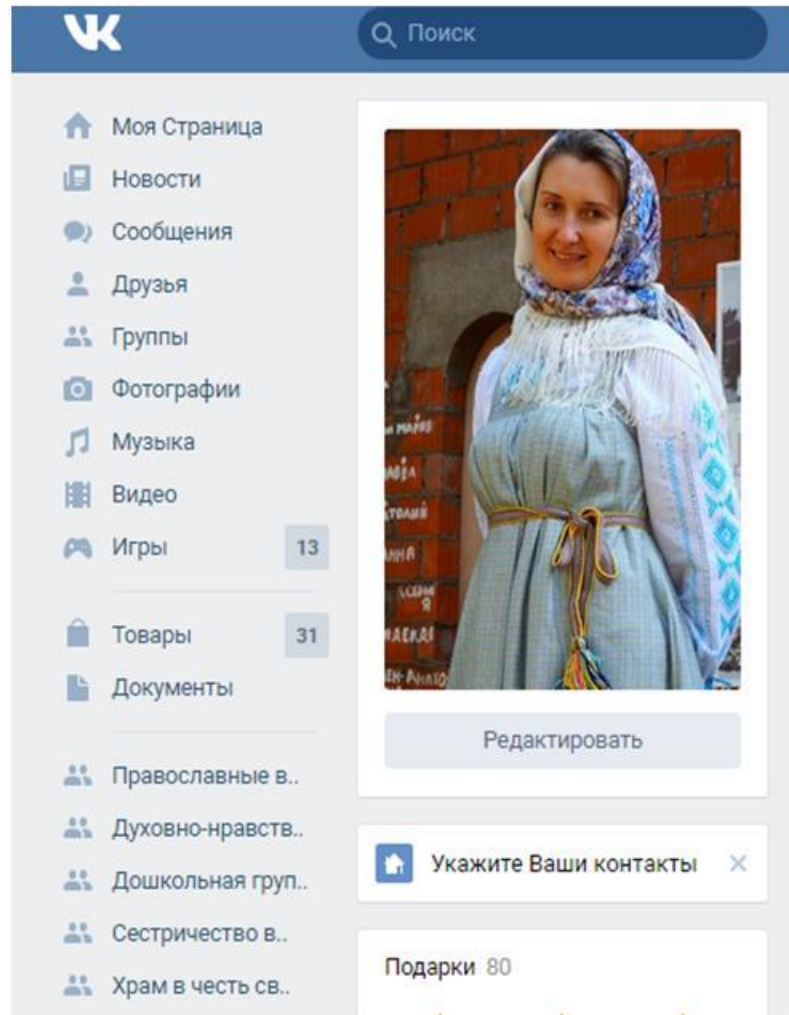 Поиск
Моя Страница
Новости
Сообщения
Друзья
Группы
Фотографии
Музыка
Видео
Игры 13
Товары 31
Документы
Православные в..
Духовно-нравств..
Дошкольная груп..
Сестричество в..
Храм в честь св..
Редактировать
Укажите Ваши контакты
Подарки 80